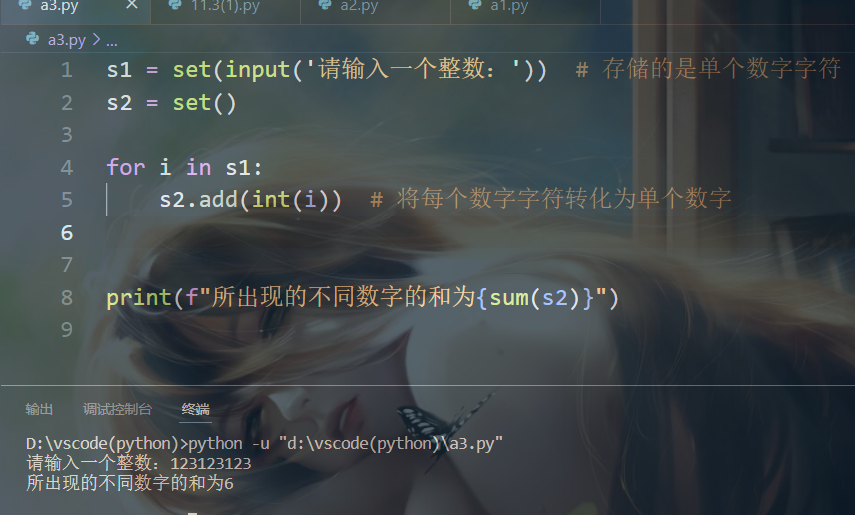 a3.py × 11.3(1).py a2.py a1.py
a3.py > ...
1 s1 = set(input('请输入一个整数：')) # 存储的是单个数字字符
2 s2 = set()
3
4 for i in s1:
5 s2.add(int(i)) # 将每个数字字符转化为单个数字
6
7
8 print(f"所出现的不同数字的和为{sum(s2)}")
9
输出 调试控制台 终端
D:\vscode(python)>python -u "d:\vscode(python)\a3.py"
请输入一个整数：123123123
所出现的不同数字的和为6